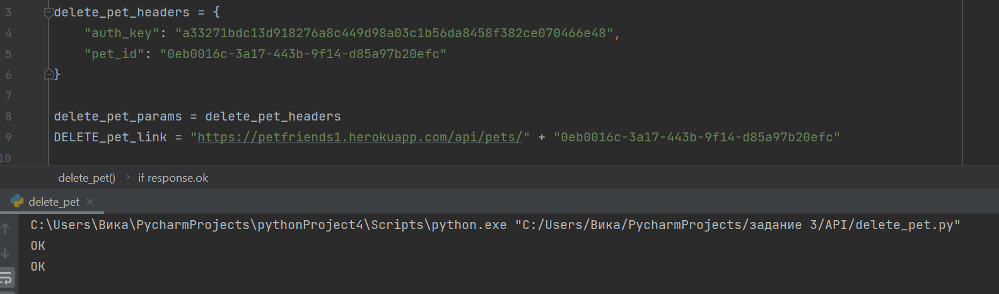 3 delete_pet_headers = {
4 "auth_key": "a33271bdc13d918276a8c449d98a03c1b56da8458f382ce070466e48",
5 "pet_id": "0eb0016c-3a17-443b-9f14-d85a97b20efc"
6 }
7
8 delete_pet_params = delete_pet_headers
9 DELETE_pet_link = "https://petfriends1.herokuapp.com/api/pets/" + "0eb0016c-3a17-443b-9f14-d85a97b20efc"
10
delete_pet() › if response.ok
delete_pet ×
C:\Users\Вика\PycharmProjects\pythonProject4\Scripts\python.exe "C:/Users/Вика/PycharmProjects/задание 3/API/delete_pet.py"
OK
OK